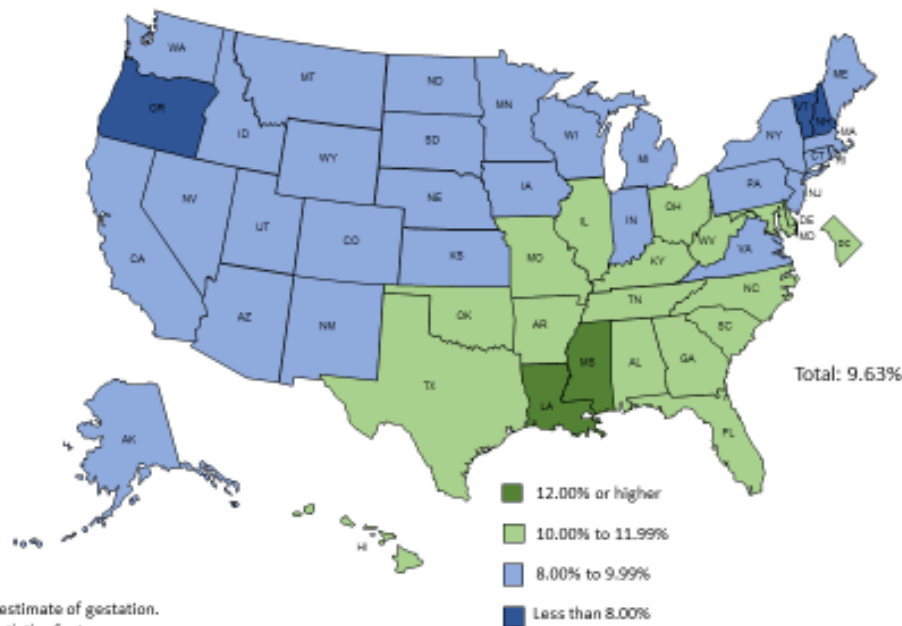 WA
MT
ND
MN
ME
OR
ID
SD
WI
MI
NY
VT
NH
MA
CT
RI
WY
IA
PA
NJ
NV
NE
UT
CO
IL
IN
OH
DE
MD
DC
CA
KS
MO
WV
VA
KY
AZ
NM
OK
AR
TN
NC
SC
TX
LA
MS
AL
GA
FL
AK
HI
Total: 9.63%
12.00% or higher
10.00% to 11.99%
8.00% to 9.99%
Less than 8.00%
estimate of gestation.